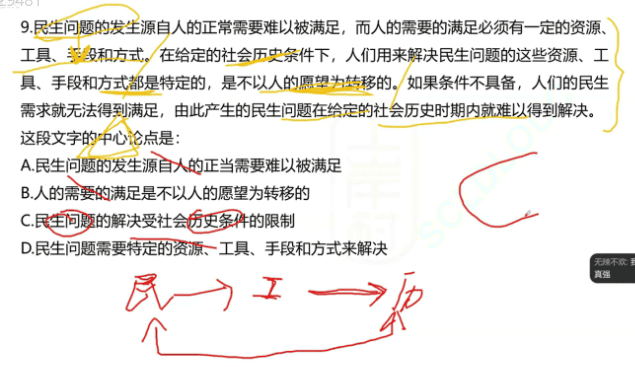 9.民生问题的发生源自人的正常需要难以被满足，而人的需要的满足必须有一定的资源、
工具、手段和方式。在给定的社会历史条件下，人们用来解决民生问题的这些资源、工
具、手段和方式都是特定的，是不以人的愿望为转移的。如果条件不具备，人们的民生
需求就无法得到满足，由此产生的民生问题在给定的社会历史时期内就难以得到解决。
这段文字的中心论点是：
A.民生问题的发生源自人的正当需要难以被满足
B.人的需要的满足是不以人的愿望为转移的
C.民生问题的解决受社会历史条件的限制
D.民生问题需要特定的资源、工具、手段和方式来解决
无辣不欢: 
真强
民 工 历